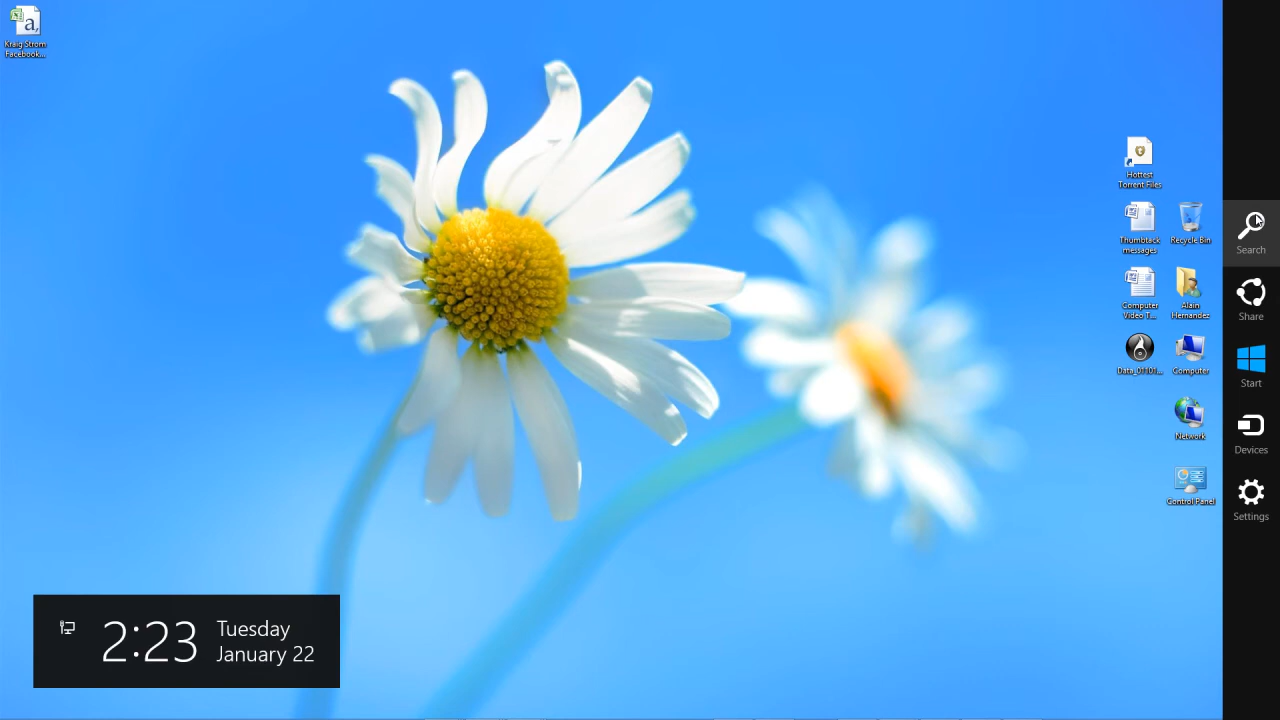 Kraig Strom
Facebook...
Hottest
Torrent Files
Thumbtack
messages
Recycle Bin
Computer
Video T...
Alain
Hernandez
Data_01101...
Computer
Network
Control Panel
Search
Share
Start
Devices
Settings
2:23
Tuesday
January 22